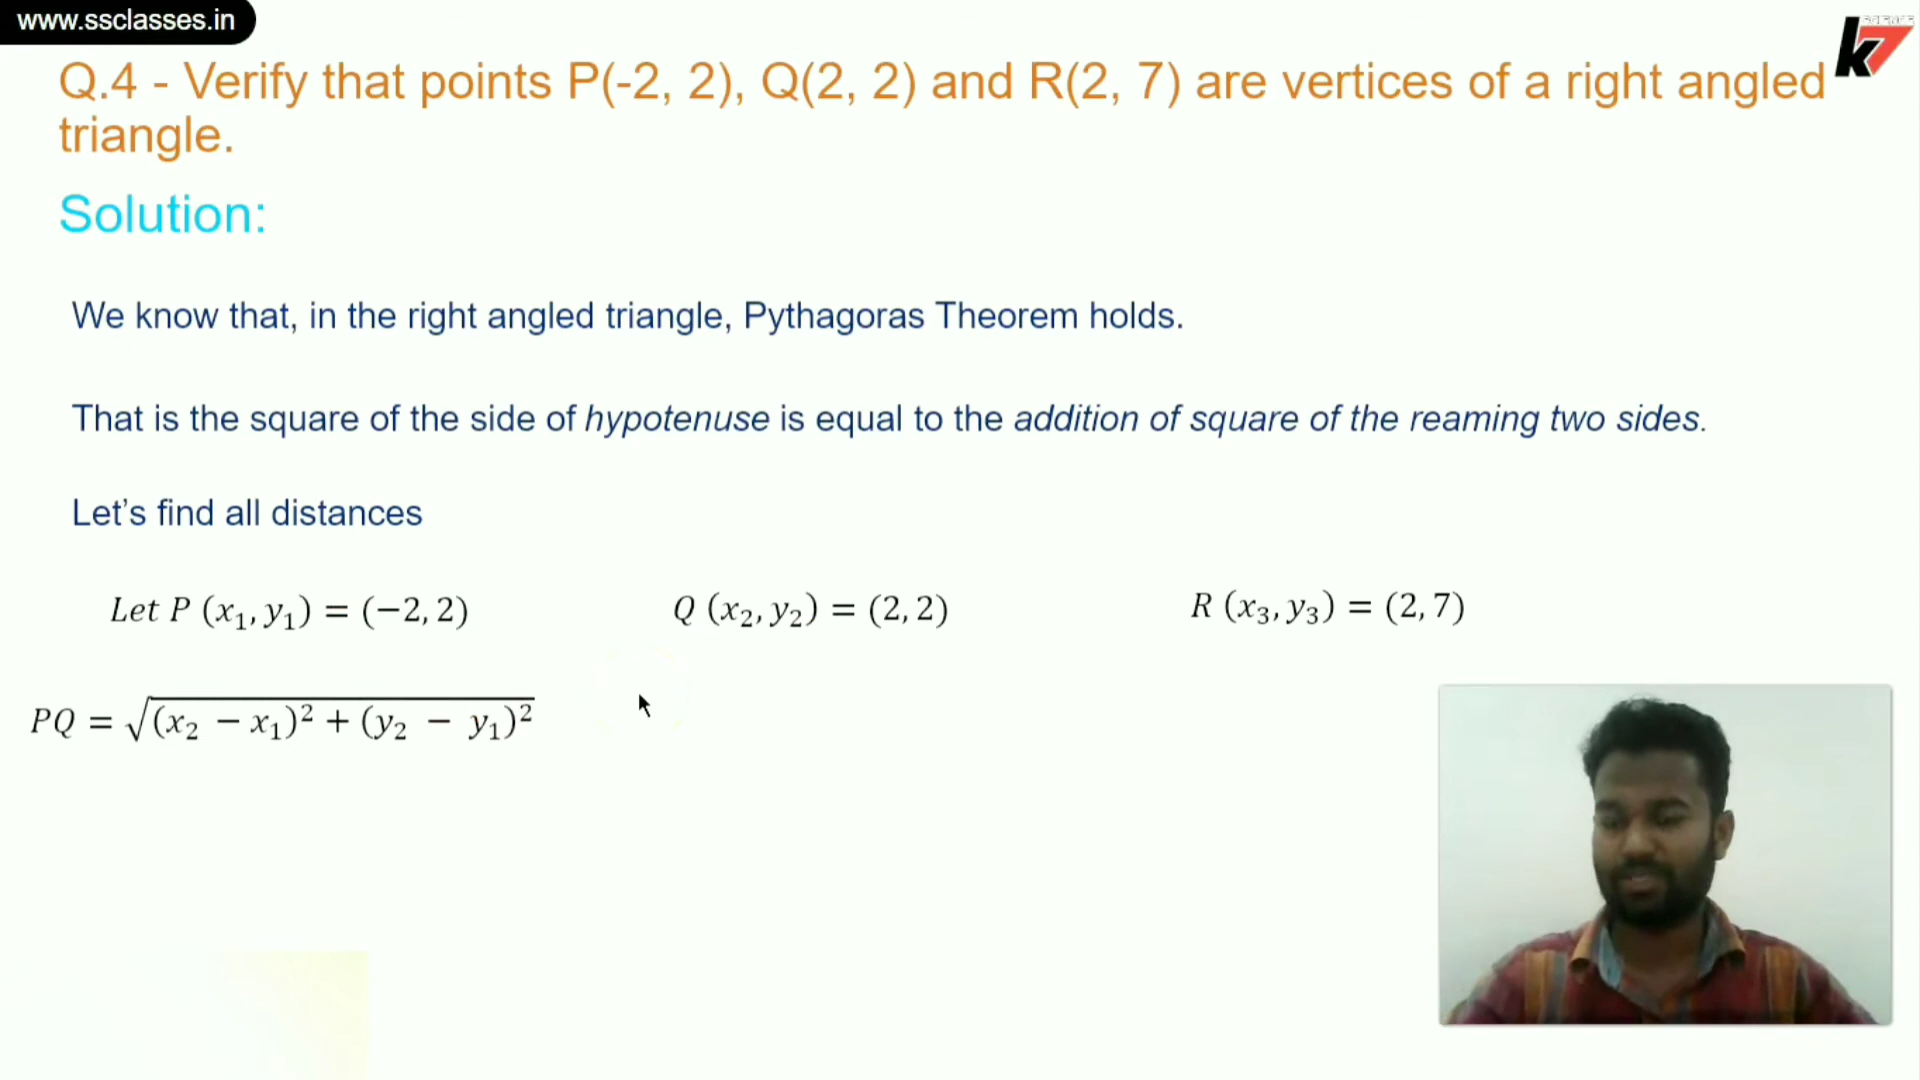 www.ssclasses.in
SCIENCE
k7
Q.4 - Verify that points P(-2, 2), Q(2, 2) and R(2, 7) are vertices of a right angled
triangle.
Solution:
We know that, in the right angled triangle, Pythagoras Theorem holds.
That is the square of the side of hypotenuse is equal to the addition of square of the reaming two sides.
Let’s find all distances
Let P (x₁, y₁) = (−2, 2) Q (x₂, y₂) = (2, 2) R (x₃, y₃) = (2, 7)
PQ = √(x₂ − x₁)² + (y₂ − y₁)²